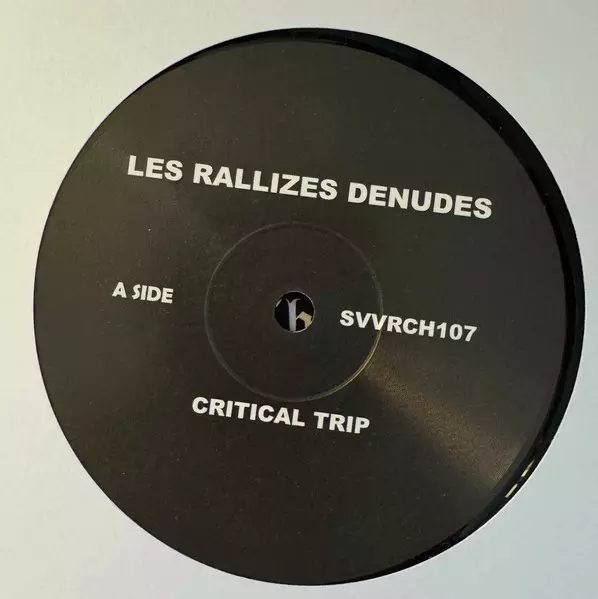 LES RALLIZES DENUDES
A SIDE
SVVRCH107
CRITICAL TRIP